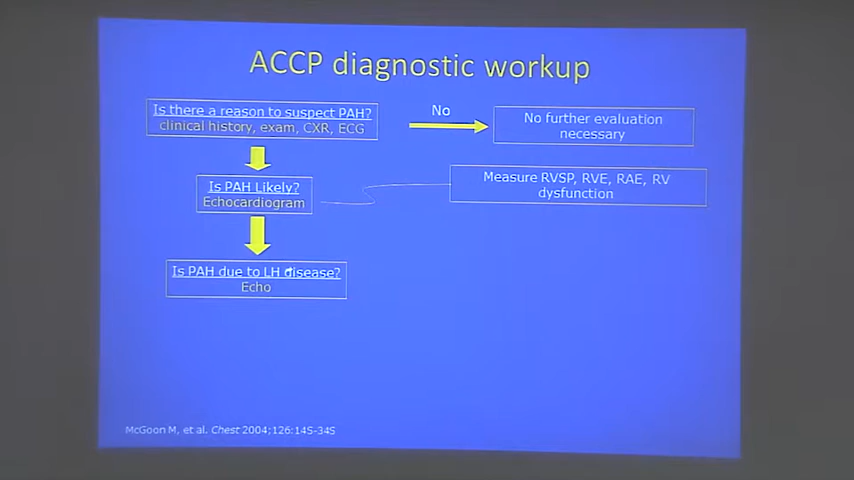 ACCP diagnostic workup
Is there a reason to suspect PAH?
clinical history, exam, CXR, ECG
No
No further evaluation
necessary
Is PAH Likely?
Echocardiogram
Measure RVSP, RVE, RAE, RV
dysfunction
Is PAH due to LH disease?
Echo
McGoon M, et al. Chest 2004;126:14S-34S